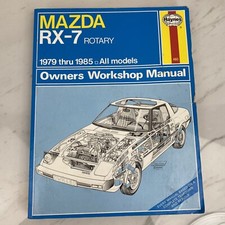 MAZDA
RX-7 ROTARY
Haynes
1979 thru 1985 □ All models
Owners Workshop Manual